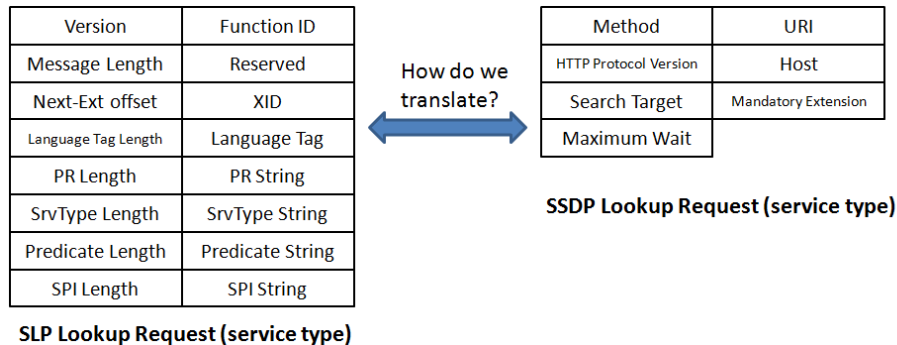 Version Function ID
Message Length Reserved
Next-Ext offset XID
Language Tag Length Language Tag
PR Length PR String
SrvType Length SrvType String
Predicate Length Predicate String
SPI Length SPI String
SLP Lookup Request (service type)
How do we
translate?
Method URI
HTTP Protocol Version Host
Search Target Mandatory Extension
Maximum Wait
SSDP Lookup Request (service type)